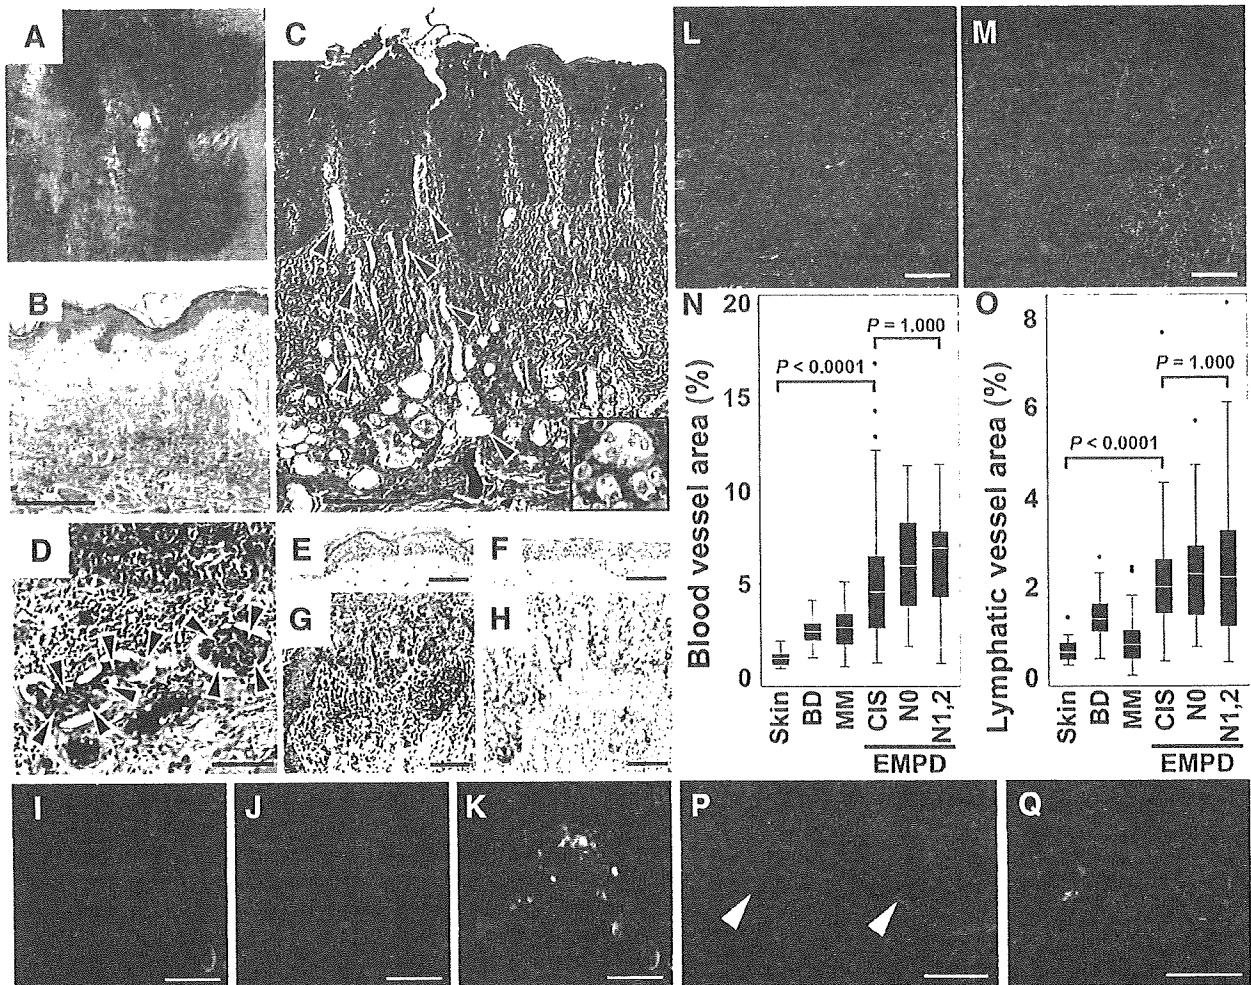 A
B
C
D
E
F
G
H
I
J
K
L
M
N
20
15
10
5
0
Blood vessel area (%)
P < 0.0001
P = 1.000
Skin
BD
MM
CIS
N0
N1,2
EMPD
O
8
6
4
2
0
Lymphatic vessel area (%)
P < 0.0001
P = 1.000
Skin
BD
MM
CIS
N0
N1,2
EMPD
P
Q